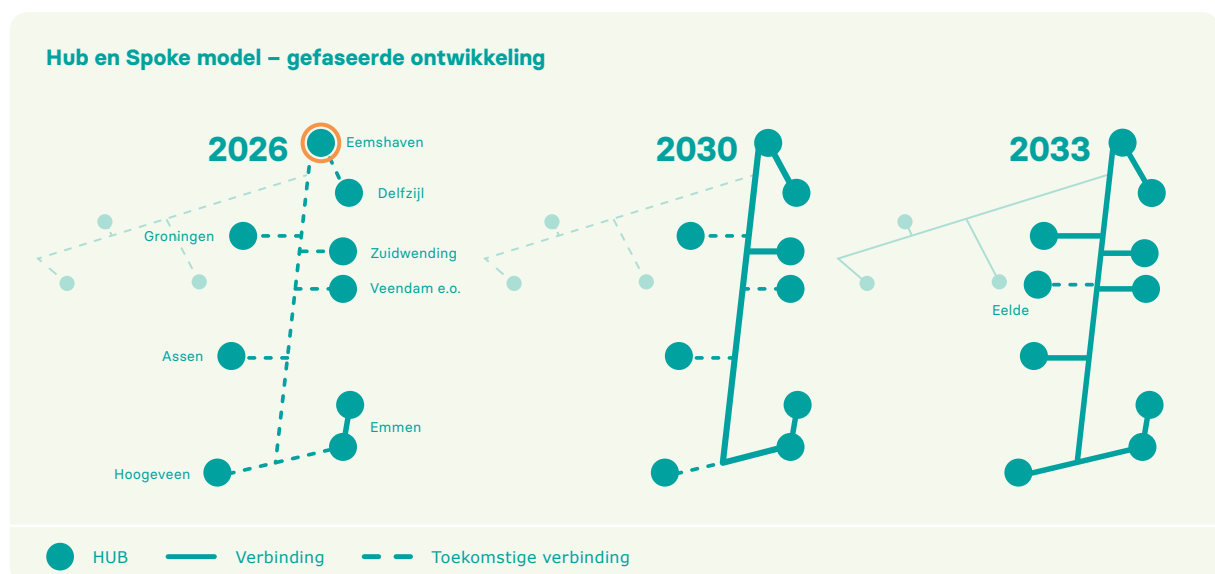 Hub en Spoke model – gefaseerde ontwikkeling
2026
Eemshaven
Delfzijl
Groningen
Zuidwending
Veendam e.o.
Assen
Emmen
Hoogeveen
2030
2033
Eelde
HUB
Verbinding
Toekomstige verbinding